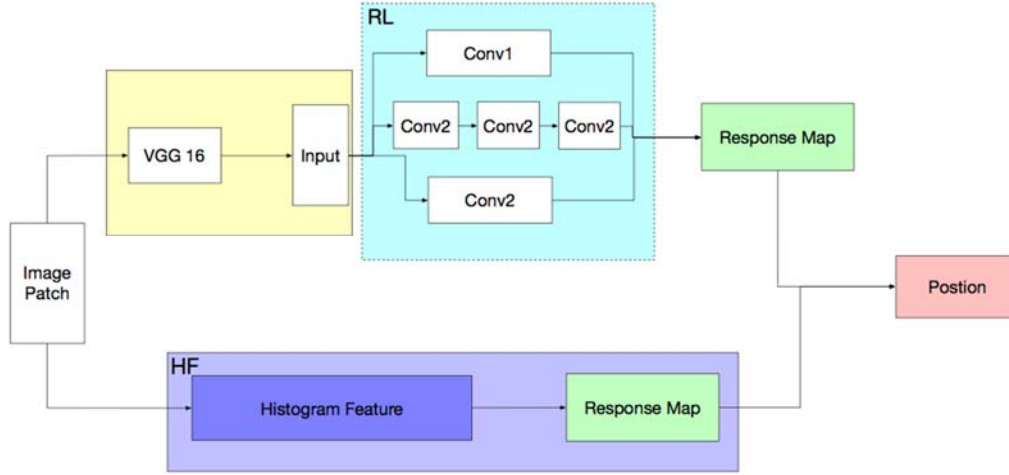 RL
Conv1
Conv2
Conv2
Conv2
Conv2
VGG 16
Input
Response Map
Image
Patch
Postion
HF
Histogram Feature
Response Map